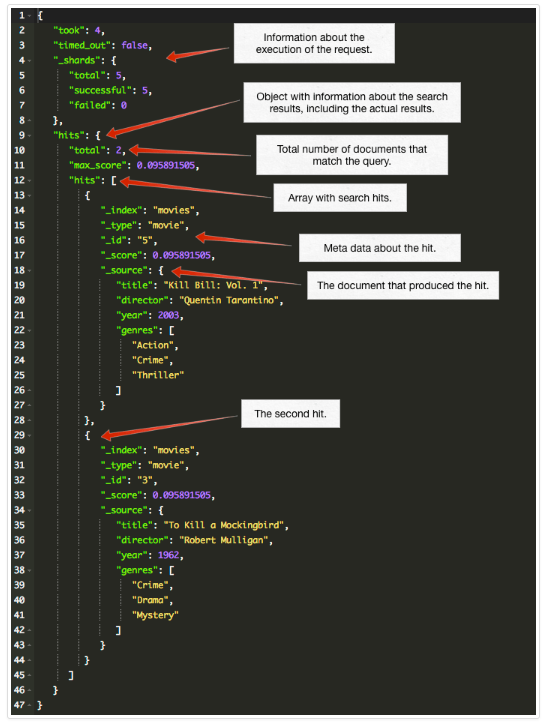 1 {
2 "took": 4,
3 "timed_out": false,
Information about the
execution of the request.
4 "_shards": {
5 "total": 5,
6 "successful": 5,
7 "failed": 0
Object with information about the search
results, including the actual results.
8 },
9 "hits": {
10 "total": 2,
Total number of documents that
match the query.
11 "max_score": 0.095891505,
12 "hits": [
Array with search hits.
13 {
14 "_index": "movies",
15 "_type": "movie",
16 "_id": "5",
Meta data about the hit.
17 "_score": 0.095891505,
18 "_source": {
The document that produced the hit.
19 "title": "Kill Bill: Vol. 1",
20 "director": "Quentin Tarantino",
21 "year": 2003,
22 "genres": [
23 "Action",
24 "Crime",
25 "Thriller"
26 ]
27 }
The second hit.
28 },
29 {
30 "_index": "movies",
31 "_type": "movie",
32 "_id": "3",
33 "_score": 0.095891505,
34 "_source": {
35 "title": "To Kill a Mockingbird",
36 "director": "Robert Mulligan",
37 "year": 1962,
38 "genres": [
39 "Crime",
40 "Drama",
41 "Mystery"
42 ]
43 }
44 }
45 ]
46 }
47 }